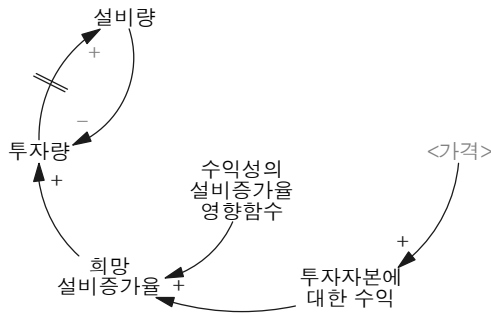 설비량
+
−
투자량
+
수익성의
설비증가율
영향함수
<가격>
+
희망
설비증가율
+
투자자본에
대한 수익